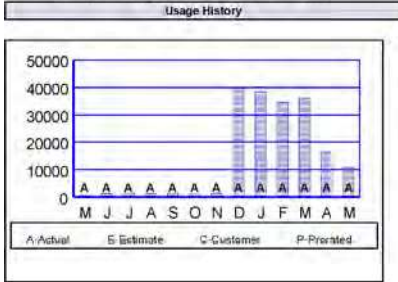 Usage History
50000
40000
30000
20000
10000
0
A A A A A A A A A A A A A
M J J A S O N D J F M A M
A-Actual E-Estimate C-Customer P-Prorated